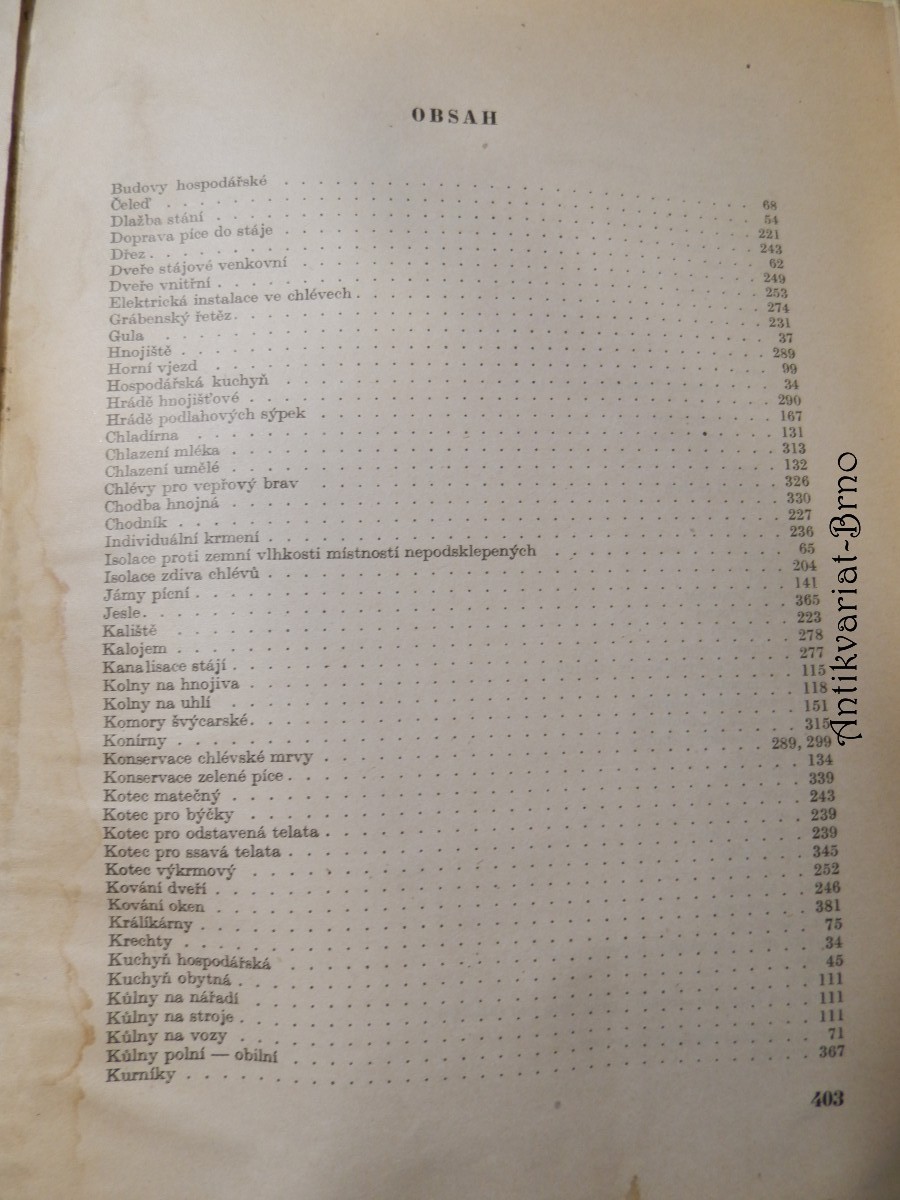 OBSAH
Budovy hospodářské . . . 68
Čeleď . . . 54
Dlažba stání . . . 221
Doprava píce do stáje . . . 243
Dřez . . . 62
Dveře stájové venkovní . . . 249
Dveře vnitřní . . . 253
Elektrická instalace ve chlévech . . . 274
Grábenský řetěz . . . 231
Gula . . . 37
Hnojiště . . . 289
Horní vjezd . . . 99
Hospodářská kuchyň . . . 34
Hrádě hnojišťové . . . 290
Hrádě podlahových sýpek . . . 167
Chladírna . . . 131
Chlazení mléka . . . 313
Chlazení umělé . . . 132
Chlévy pro vepřový brav . . . 326
Chodba hnojná . . . 330
Chodník . . . 227
Individuální krmení . . . 236
Isolace proti zemní vlhkosti místností nepodsklepených . . . 65
Isolace zdiva chlévů . . . 204
Jámy pícní . . . 141
Jesle . . . 365
Kaliště . . . 223
Kalojem . . . 278
Kanalisace stájí . . . 277
Kolny na hnojiva . . . 115
Kolny na uhlí . . . 118
Komory švýcarské . . . 151
Konírny . . . 315
Konservace chlévské mrvy . . . 289, 299
Konservace zelené píce . . . 134
Kotec matečný . . . 339
Kotec pro býčky . . . 243
Kotec pro odstavená telata . . . 239
Kotec pro ssavá telata . . . 239
Kotec výkrmový . . . 345
Kování dveří . . . 252
Kování oken . . . 246
Králíkárny . . . 381
Krechty . . . 75
Kuchyň hospodářská . . . 34
Kuchyň obytná . . . 45
Kůlny na nářadí . . . 111
Kůlny na stroje . . . 111
Kůlny na vozy . . . 111
Kůlny polní — obilní . . . 71
Kurníky . . . 367
403
Antikvariat-Brno